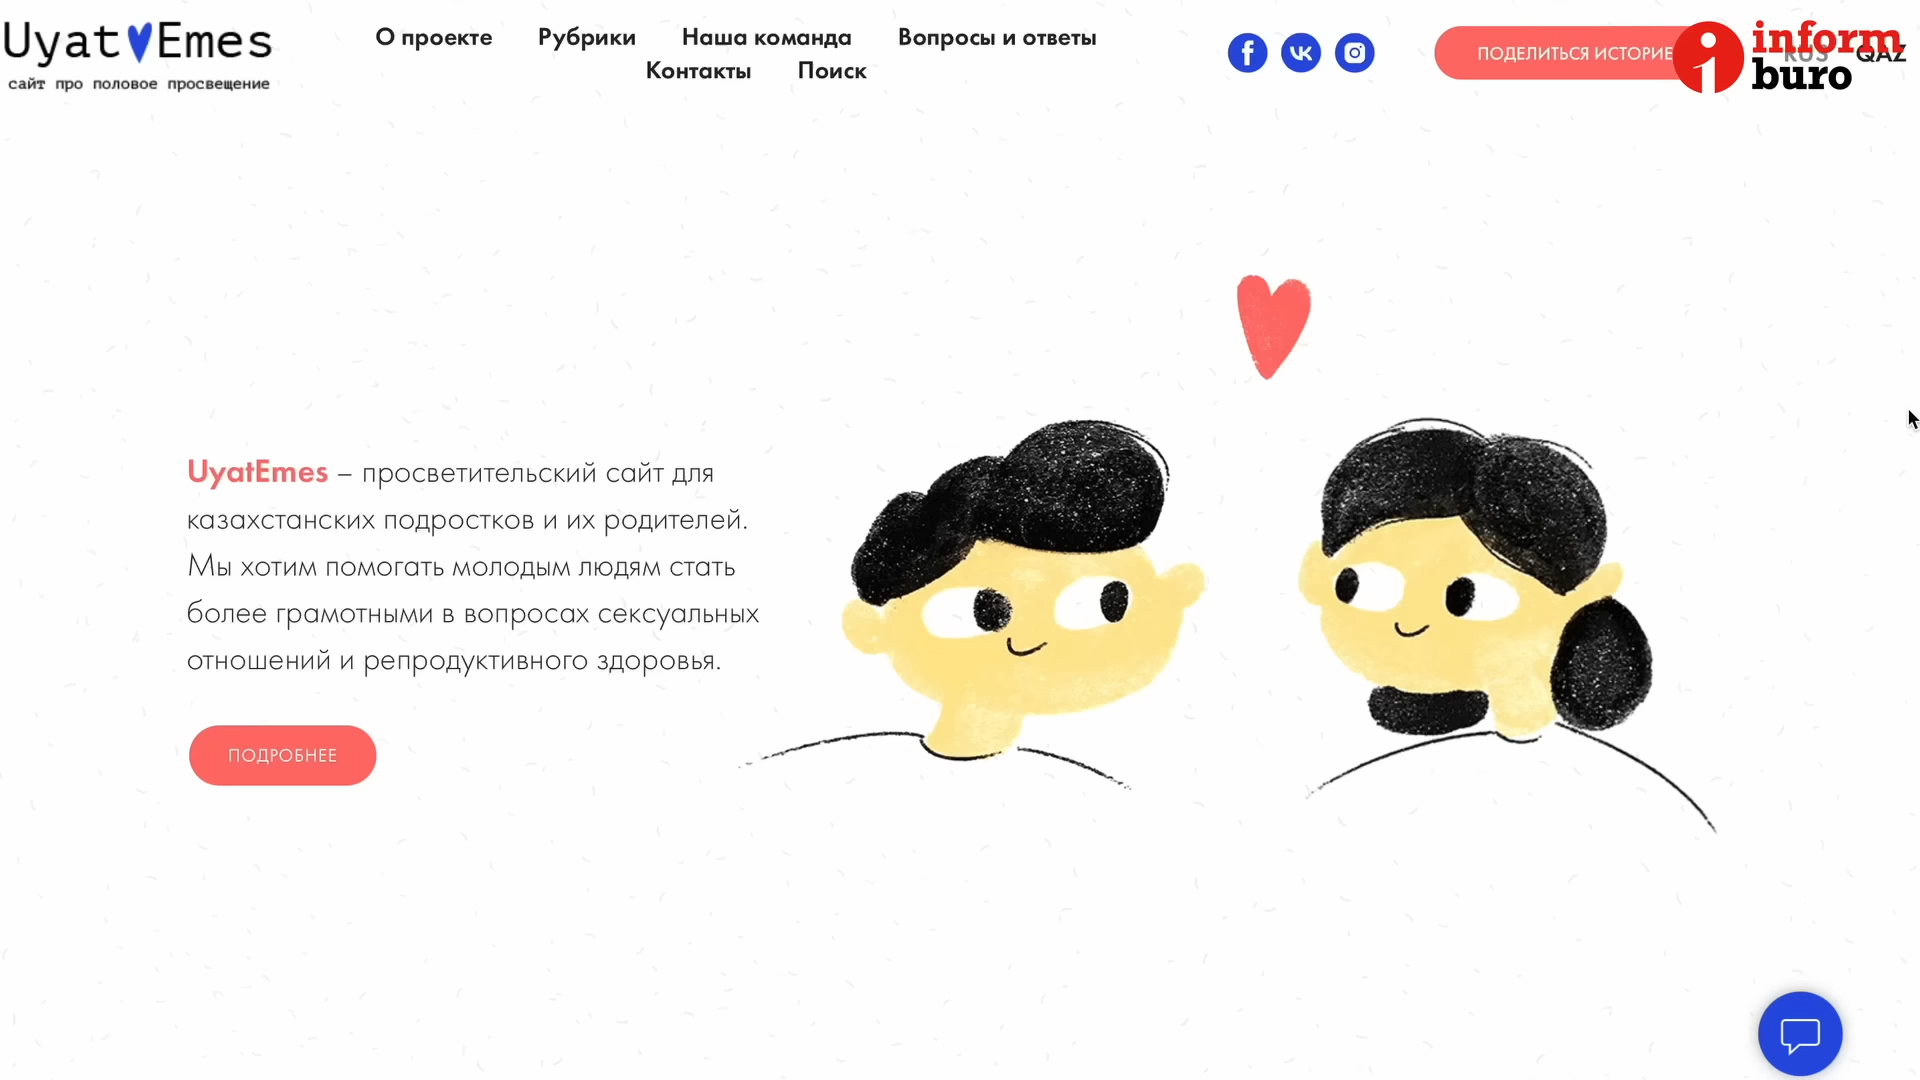 Uyat Emes
сайт про половое просвещение
О проекте Рубрики Наша команда Вопросы и ответы
Контакты Поиск
ПОДЕЛИТЬСЯ ИСТОРИЕ
RUS QAZ
inform
buro
UyatEmes – просветительский сайт для
казахстанских подростков и их родителей.
Мы хотим помогать молодым людям стать
более грамотными в вопросах сексуальных
отношений и репродуктивного здоровья.
ПОДРОБНЕЕ